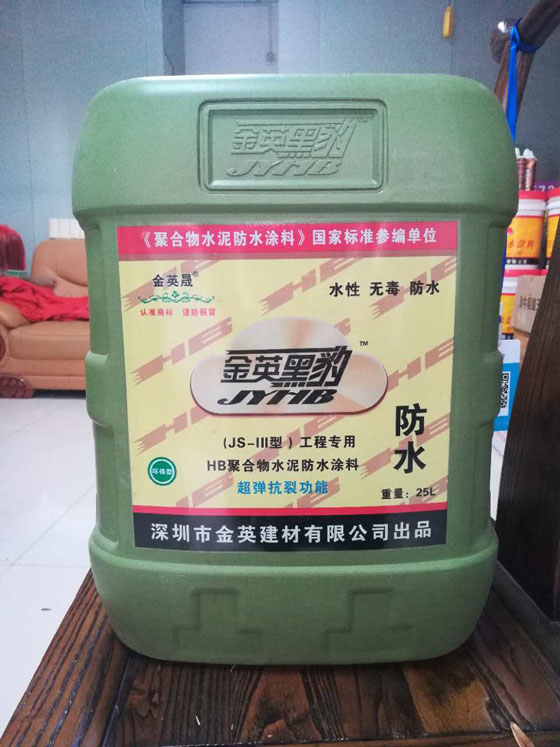 金英黑豹™
JYHB
《聚合物水泥防水涂料》国家标准参编单位
金英晟®
认准商标 谨防假冒
水性 无毒 防水
金英黑豹™
JYHB
(JS-III型)工程专用
HB聚合物水泥防水涂料
超弹抗裂功能
环保型
防水
重量：25L
深圳市金英建材有限公司出品